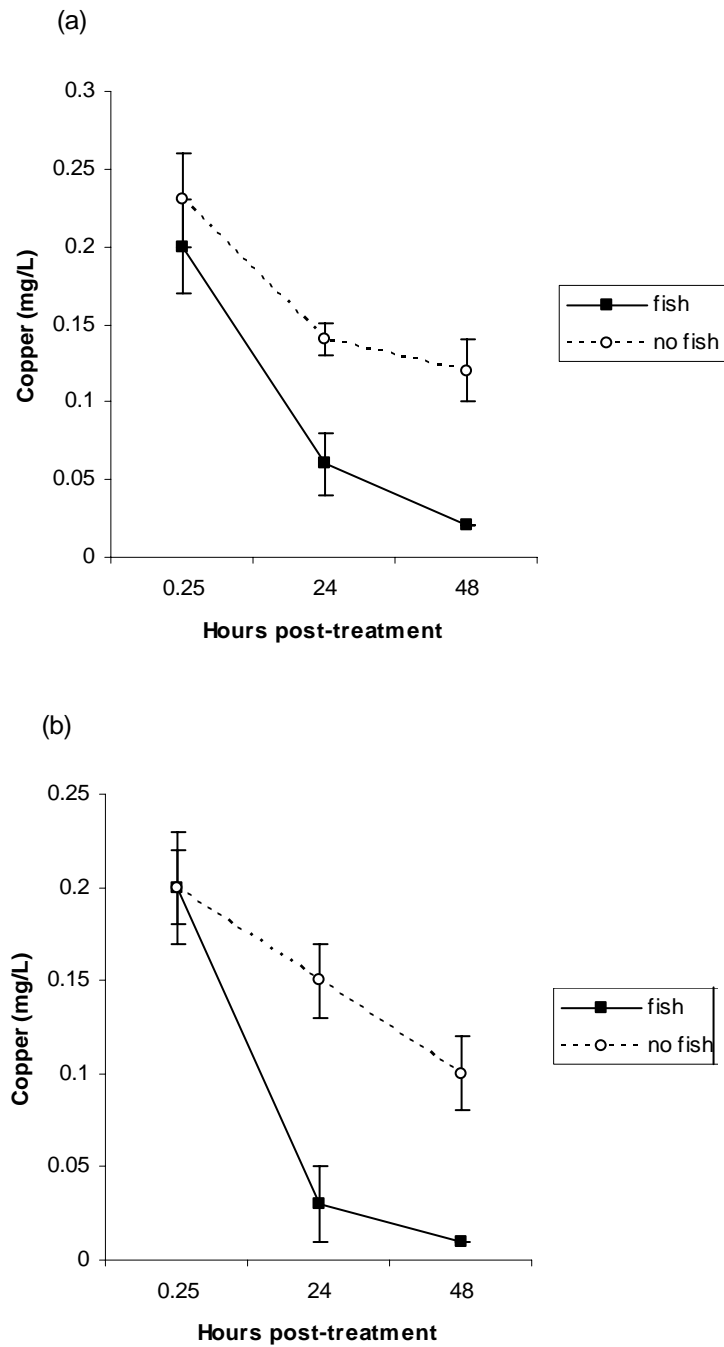 (a)
0.3
0.25
0.2
0.15
0.1
0.05
0
Copper (mg/L)
0.25 24 48
Hours post-treatment
fish
no fish
(b)
0.25
0.2
0.15
0.1
0.05
0
Copper (mg/L)
0.25 24 48
Hours post-treatment
fish
no fish